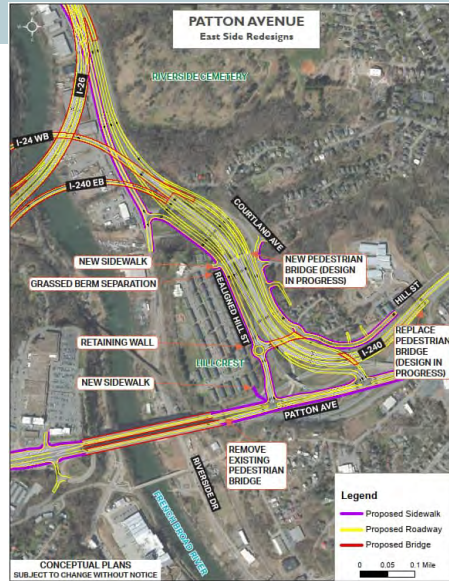 PATTON AVENUE
East Side Redesigns
RIVERSIDE CEMETERY
I-26
I-24 WB
I-240 EB
COURTLAND AVE
NEW SIDEWALK
GRASSED BERM SEPARATION
NEW PEDESTRIAN
BRIDGE (DESIGN
IN PROGRESS)
REALIGNED HILL ST
HILL ST
RETAINING WALL
HILLCREST
I-240
REPLACE
PEDESTRIAN
BRIDGE
(DESIGN IN
PROGRESS)
NEW SIDEWALK
PATTON AVE
REMOVE
EXISTING
PEDESTRIAN
BRIDGE
RIVERSIDE DR
FRENCH BROAD RIVER
Legend
Proposed Sidewalk
Proposed Roadway
Proposed Bridge
0 0.05 0.1 Mile
CONCEPTUAL PLANS
SUBJECT TO CHANGE WITHOUT NOTICE